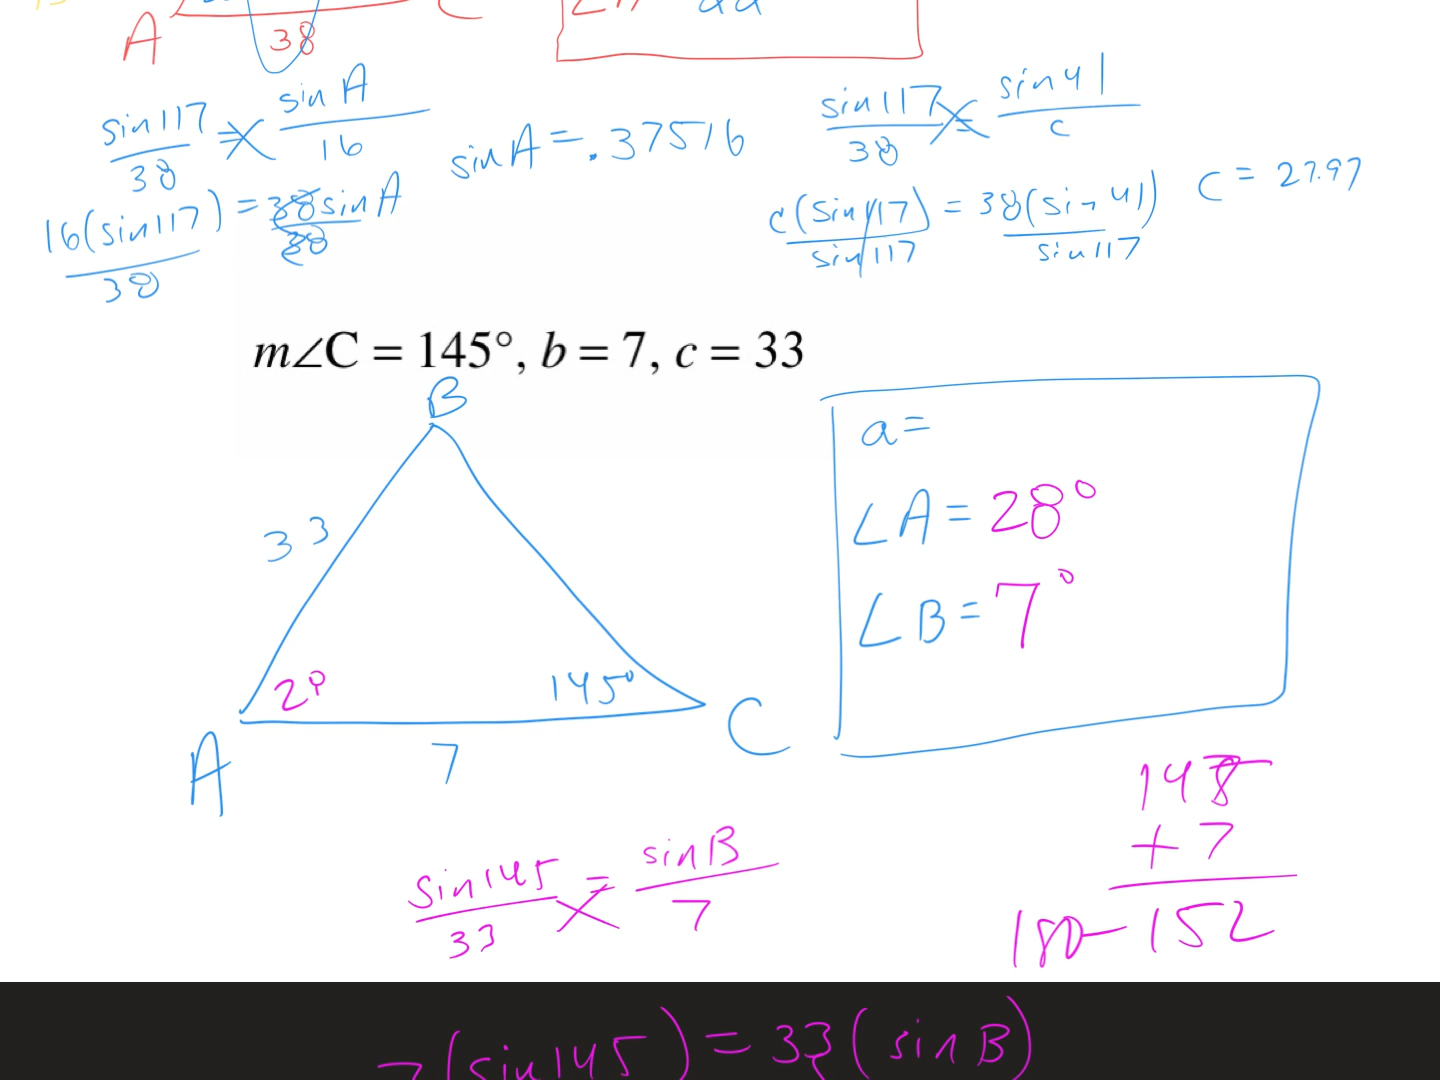 A
38
sin117/38 = sinA/16
sinA = .37516
sin117/38 = sin41/c
16(sin117)/38 = 38sinA/38
c(sin117)/sin117 = 38(sin41)/sin117
C = 27.97
m∠C = 145°, b = 7, c = 33
B
a =
∠A = 28°
33
∠B = 7°
28°
145°
A
7
C
148
+ 7
180-152
sin145/33 = sinB/7
7(sin145) = 33(sinB)